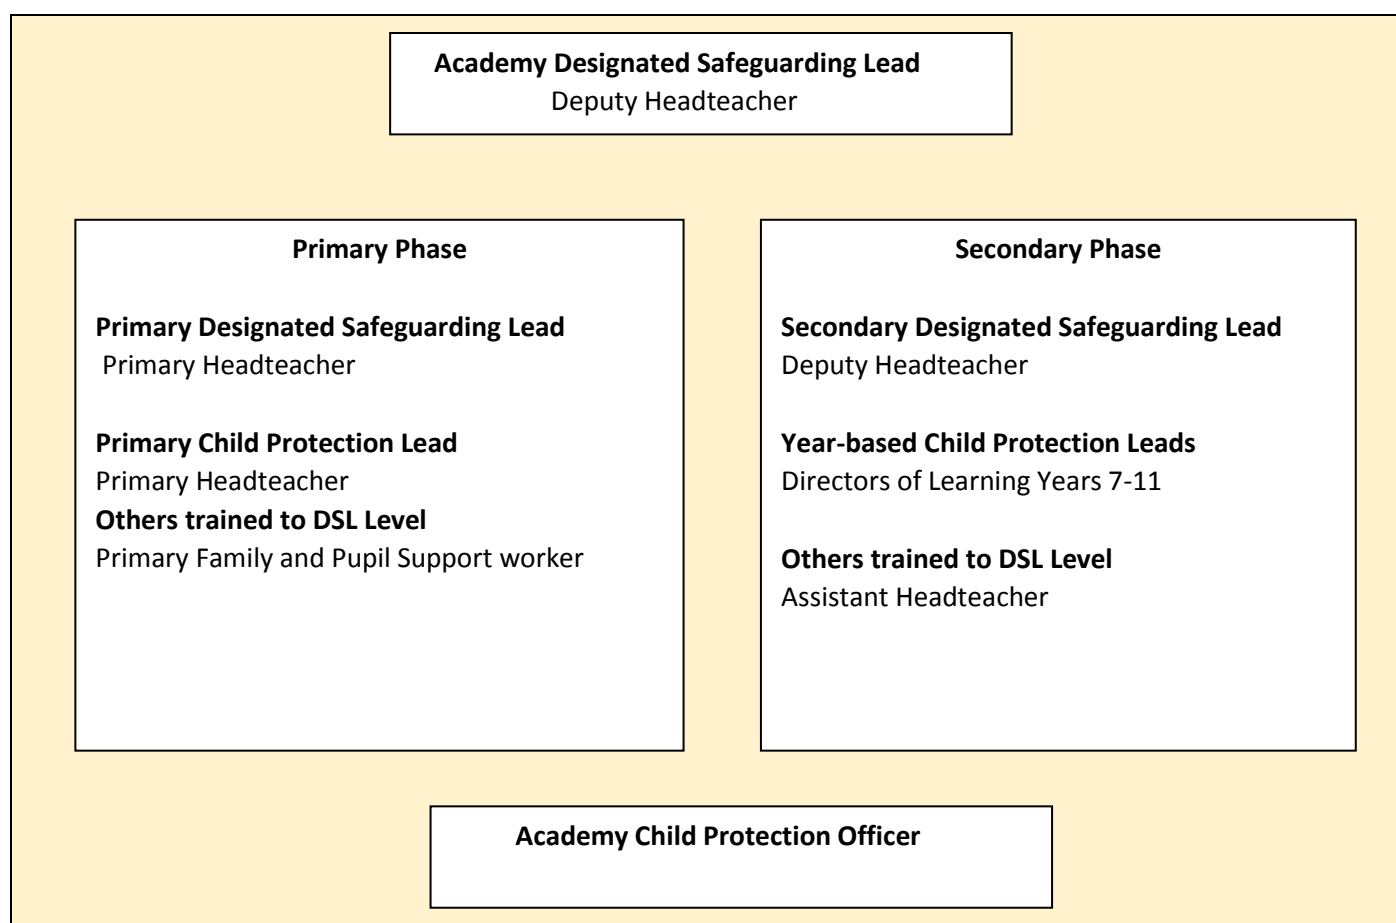 Academy Designated Safeguarding Lead
Deputy Headteacher
Primary Phase
Primary Designated Safeguarding Lead
Primary Headteacher
Primary Child Protection Lead
Primary Headteacher
Others trained to DSL Level
Primary Family and Pupil Support worker
Secondary Phase
Secondary Designated Safeguarding Lead
Deputy Headteacher
Year-based Child Protection Leads
Directors of Learning Years 7-11
Others trained to DSL Level
Assistant Headteacher
Academy Child Protection Officer